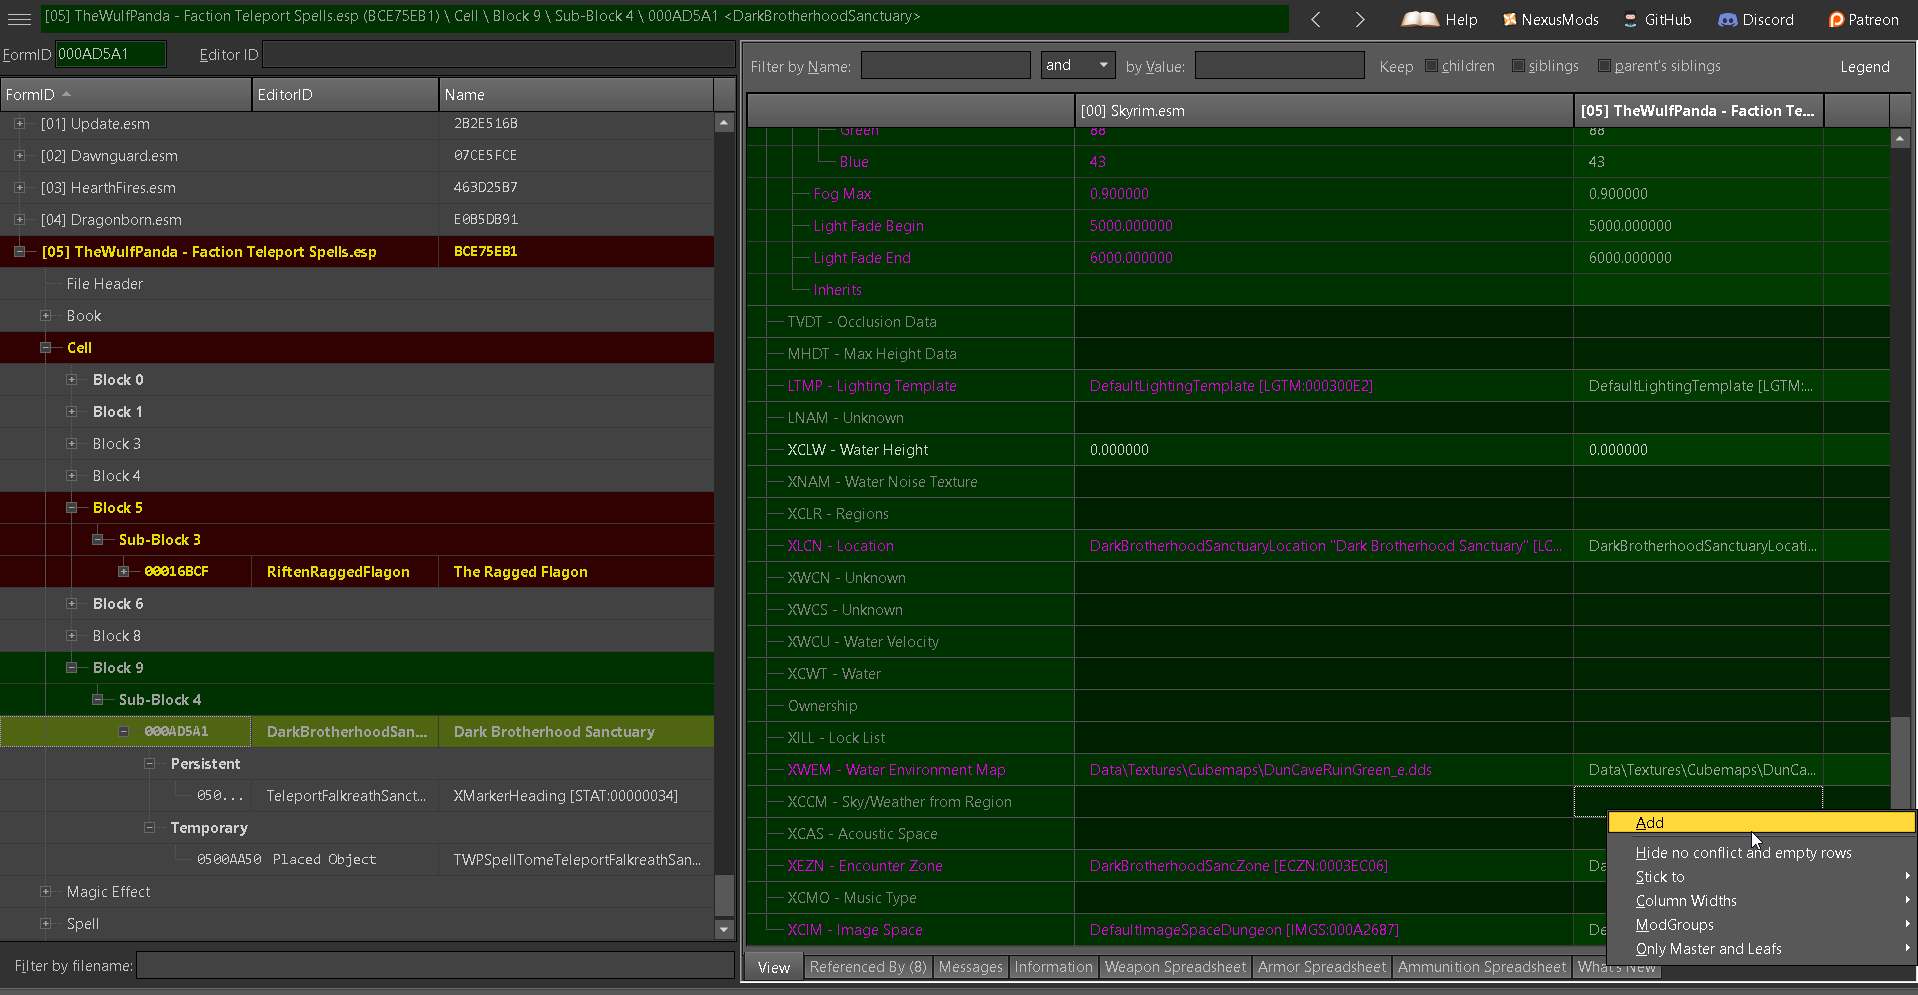 [05] TheWulfPanda - Faction Teleport Spells.esp (BCE75EB1) \ Cell \ Block 9 \ Sub-Block 4 \ 000AD5A1 <DarkBrotherhoodSanctuary>
Help NexusMods GitHub Discord Patreon
FormID 000AD5A1 Editor ID
FormID EditorID Name
[01] Update.esm 2B2E516B
[02] Dawnguard.esm 07CE5FCE
[03] HearthFires.esm 463D25B7
[04] Dragonborn.esm E0B5DB91
[05] TheWulfPanda - Faction Teleport Spells.esp BCE75EB1
File Header
Book
Cell
Block 0
Block 1
Block 3
Block 4
Block 5
Sub-Block 3
00016BCF RiftenRaggedFlagon The Ragged Flagon
Block 6
Block 8
Block 9
Sub-Block 4
000AD5A1 DarkBrotherhoodSan... Dark Brotherhood Sanctuary
Persistent
050... TeleportFalkreathSanct... XMarkerHeading [STAT:00000034]
Temporary
0500AA50 Placed Object TWPSpellTomeTeleportFalkreathSan...
Magic Effect
Spell
Filter by filename:
Filter by Name: and by Value: Keep children siblings parent's siblings Legend
[00] Skyrim.esm [05] TheWulfPanda - Faction Te...
Green 88 88
Blue 43 43
Fog Max 0.900000 0.900000
Light Fade Begin 5000.000000 5000.000000
Light Fade End 6000.000000 6000.000000
Inherits
TVDT - Occlusion Data
MHDT - Max Height Data
LTMP - Lighting Template DefaultLightingTemplate [LGTM:000300E2] DefaultLightingTemplate [LGTM:...
LNAM - Unknown
XCLW - Water Height 0.000000 0.000000
XNAM - Water Noise Texture
XCLR - Regions
XLCN - Location DarkBrotherhoodSanctuaryLocation "Dark Brotherhood Sanctuary" [LC... DarkBrotherhoodSanctuaryLocati...
XWCN - Unknown
XWCS - Unknown
XWCU - Water Velocity
XCWT - Water
Ownership
XILL - Lock List
XWEM - Water Environment Map Data\Textures\Cubemaps\DunCaveRuinGreen_e.dds Data\Textures\Cubemaps\DunCa...
XCCM - Sky/Weather from Region
XCAS - Acoustic Space
XEZN - Encounter Zone DarkBrotherhoodSancZone [ECZN:0003EC06] Da
XCMO - Music Type
XCIM - Image Space DefaultImageSpaceDungeon [IMGS:000A2687] De
Add
Hide no conflict and empty rows
Stick to
Column Widths
ModGroups
Only Master and Leafs
View Referenced By (8) Messages Information Weapon Spreadsheet Armor Spreadsheet Ammunition Spreadsheet What's New